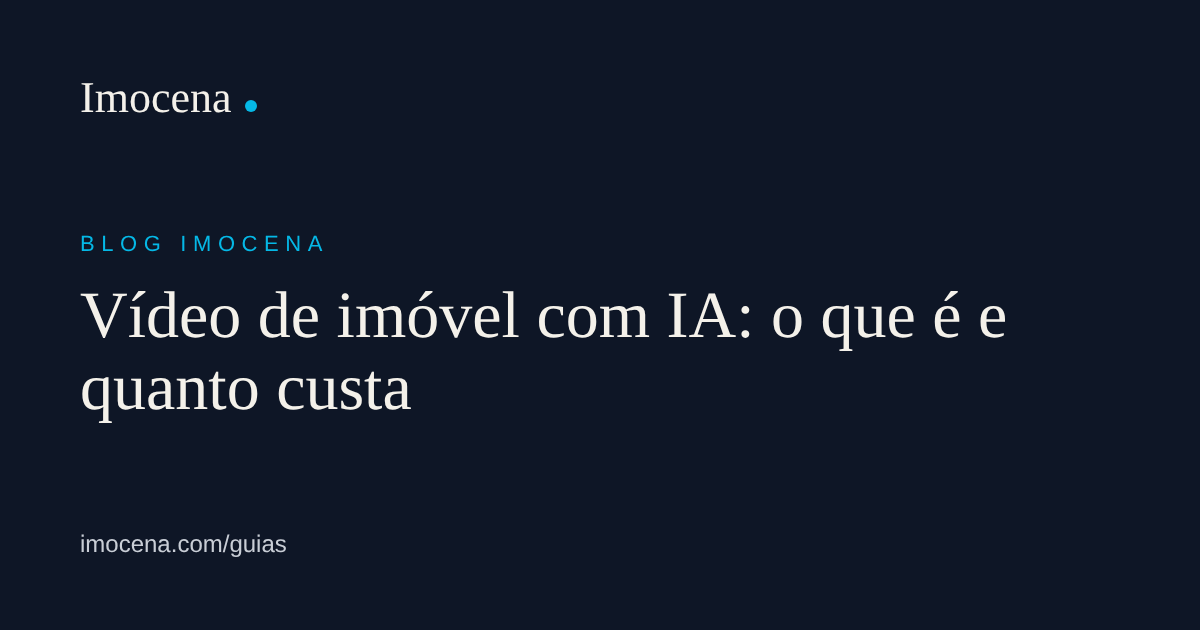 Imocena
BLOG IMOCENA
Vídeo de imóvel com IA: o que é e
quanto custa
imocena.com/guias